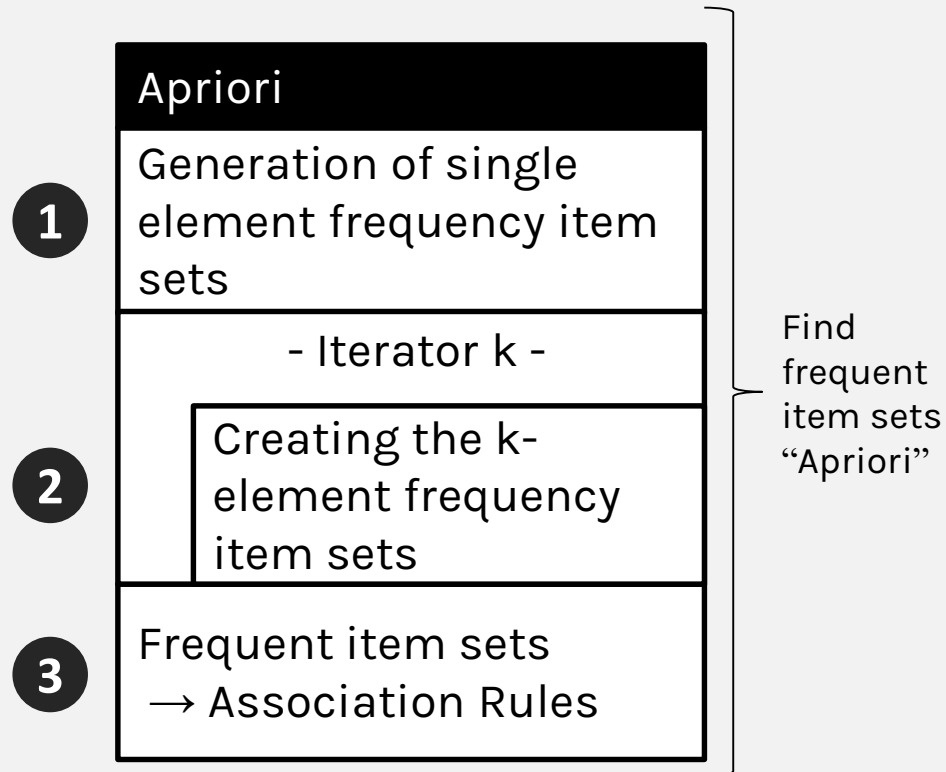 Apriori
1
Generation of single
element frequency item
sets
- Iterator k -
2
Creating the k-
element frequency
item sets
3
Frequent item sets
→ Association Rules
Find
frequent
item sets
“Apriori”